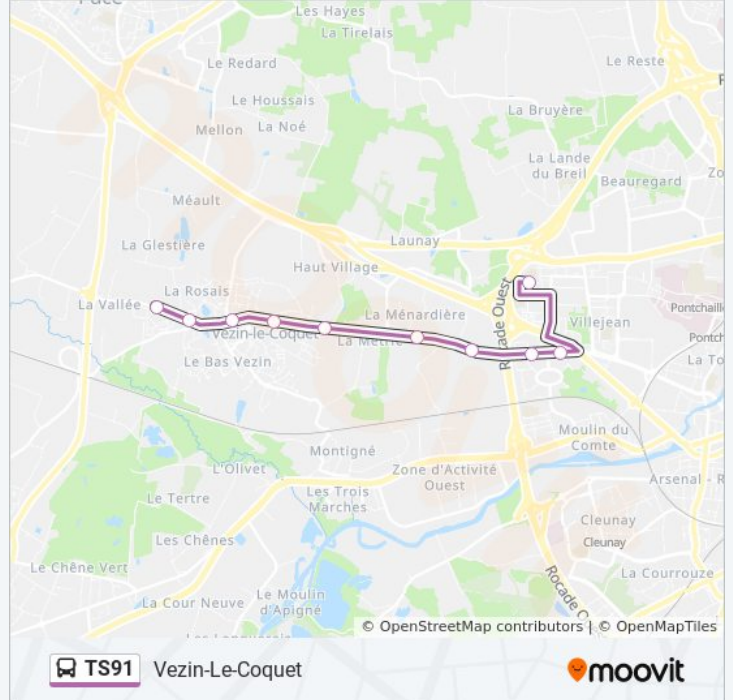 Pacé
Les Hayes
La Tirelais
Le Redard
Le Reste
Le Houssais
La Bruyère
Mellon
La Noé
La Lande
du Breil
Beauregard
Méault
La Glestière
Launay
Haut Village
La Rosais
La Vallée
La Ménardière
Rocade Ouest
Villejean
Vezin-le-Coquet
La Métrie
Le Bas Vezin
Moulin du
Comte
Montigné
L'Olivet
Zone d'Activité
Ouest
Les Trois
Marches
Le Tertre
Cleunay
Les Chênes
Cleunay
Le Chêne Vert
La Courrouze
Le Moulin
d'Apigné
La Cour Neuve
Rocade O
© OpenStreetMap contributors | © OpenMapTiles
TS91 Vezin-Le-Coquet
moovit